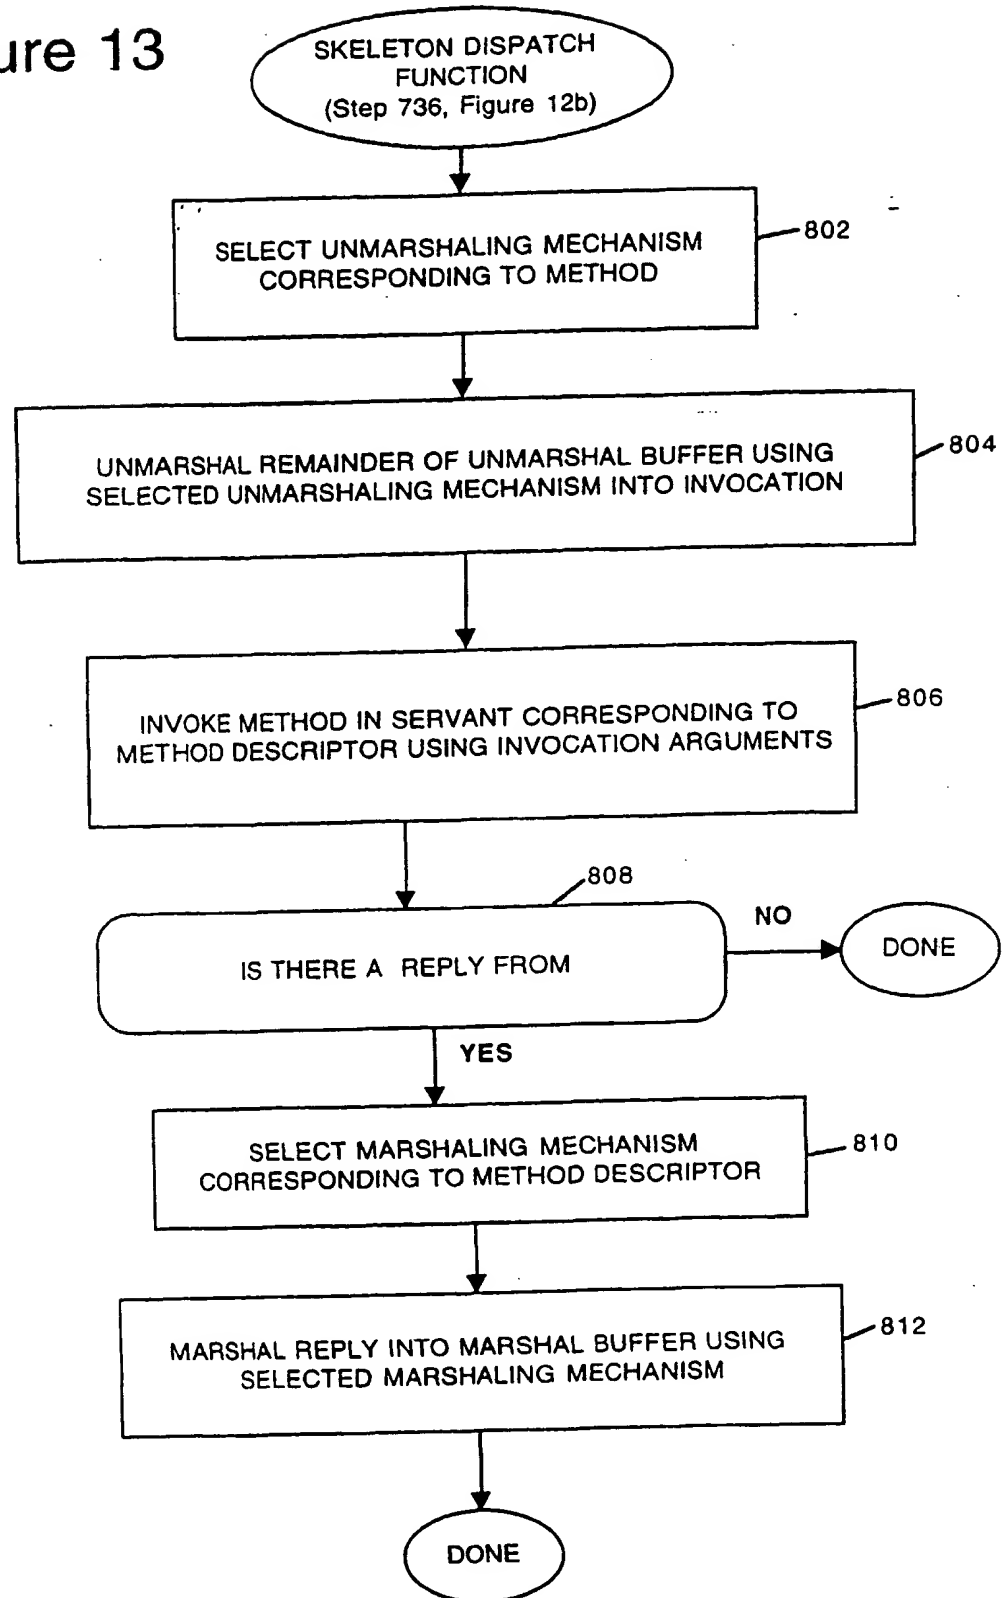 ure 13
SKELETON DISPATCH
FUNCTION
(Step 736, Figure 12b)
SELECT UNMARSHALING MECHANISM
CORRESPONDING TO METHOD
802
UNMARSHAL REMAINDER OF UNMARSHAL BUFFER USING
SELECTED UNMARSHALING MECHANISM INTO INVOCATION
804
INVOKE METHOD IN SERVANT CORRESPONDING TO
METHOD DESCRIPTOR USING INVOCATION ARGUMENTS
806
808
IS THERE A REPLY FROM
NO
DONE
YES
SELECT MARSHALING MECHANISM
CORRESPONDING TO METHOD DESCRIPTOR
810
MARSHAL REPLY INTO MARSHAL BUFFER USING
SELECTED MARSHALING MECHANISM
812
DONE